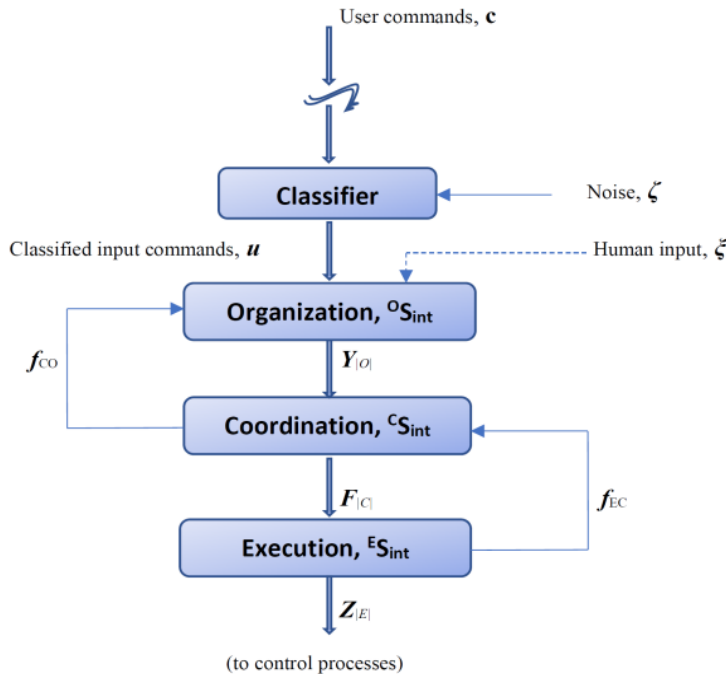 User commands, c
Classifier
Noise, ζ
Classified input commands, u
Human input, ξ
Organization, ᴼSint
fCO
Y|O|
Coordination, ᶜSint
F|C|
fEC
Execution, ᴱSint
Z|E|
(to control processes)